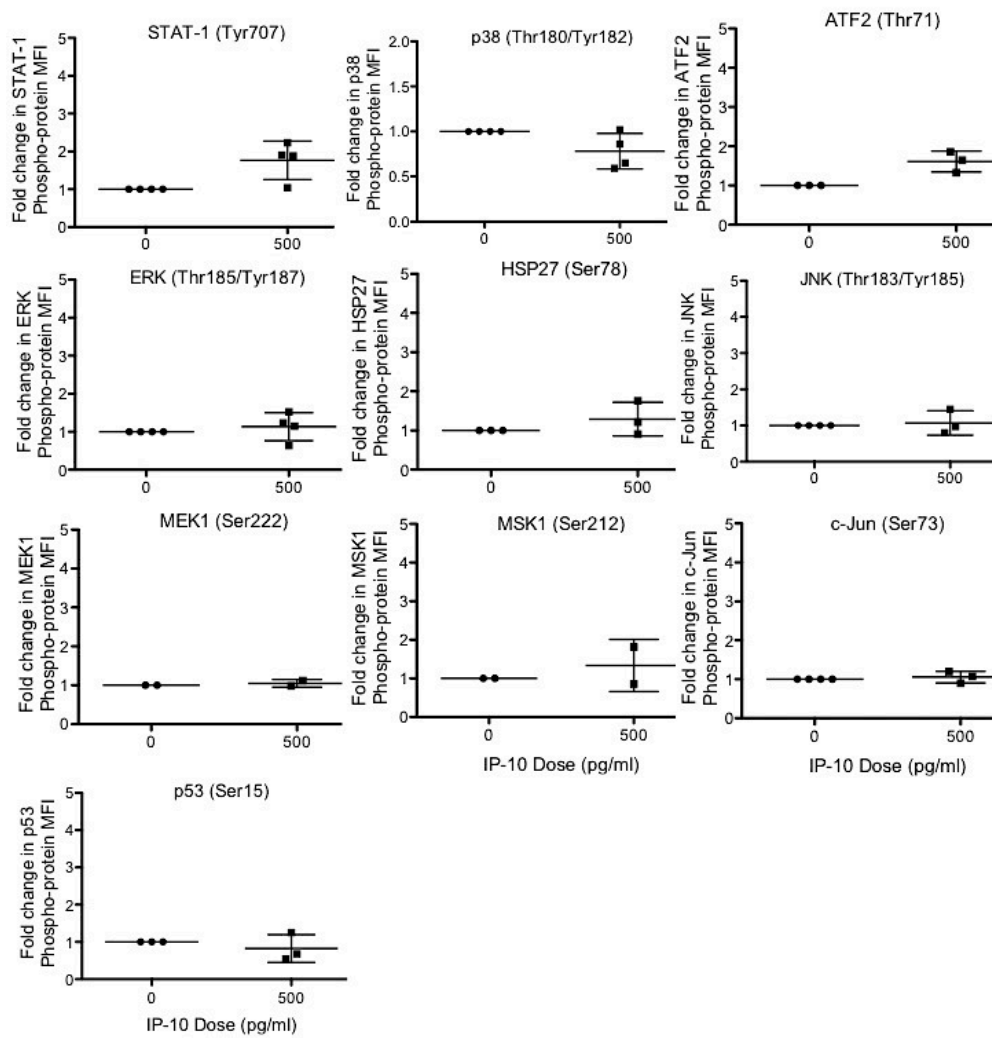 STAT-1 (Tyr707)
Fold change in STAT-1
Phospho-protein MFI
5
4
3
2
1
0
0
500
p38 (Thr180/Tyr182)
Fold change in p38
Phospho-protein MFI
2.0
1.5
1.0
0.5
0.0
0
500
ATF2 (Thr71)
Fold change in ATF2
Phospho-protein MFI
5
4
3
2
1
0
0
500
ERK (Thr185/Tyr187)
Fold change in ERK
Phospho-protein MFI
5
4
3
2
1
0
0
500
HSP27 (Ser78)
Fold change in HSP27
Phospho-protein MFI
5
4
3
2
1
0
0
500
JNK (Thr183/Tyr185)
Fold change in JNK
Phospho-protein MFI
5
4
3
2
1
0
0
500
MEK1 (Ser222)
Fold change in MEK1
Phospho-protein MFI
5
4
3
2
1
0
0
500
MSK1 (Ser212)
Fold change in MSK1
Phospho-protein MFI
5
4
3
2
1
0
0
500
IP-10 Dose (pg/ml)
c-Jun (Ser73)
Fold change in c-Jun
Phospho-protein MFI
5
4
3
2
1
0
0
500
IP-10 Dose (pg/ml)
p53 (Ser15)
Fold change in p53
Phospho-protein MFI
5
4
3
2
1
0
0
500
IP-10 Dose (pg/ml)